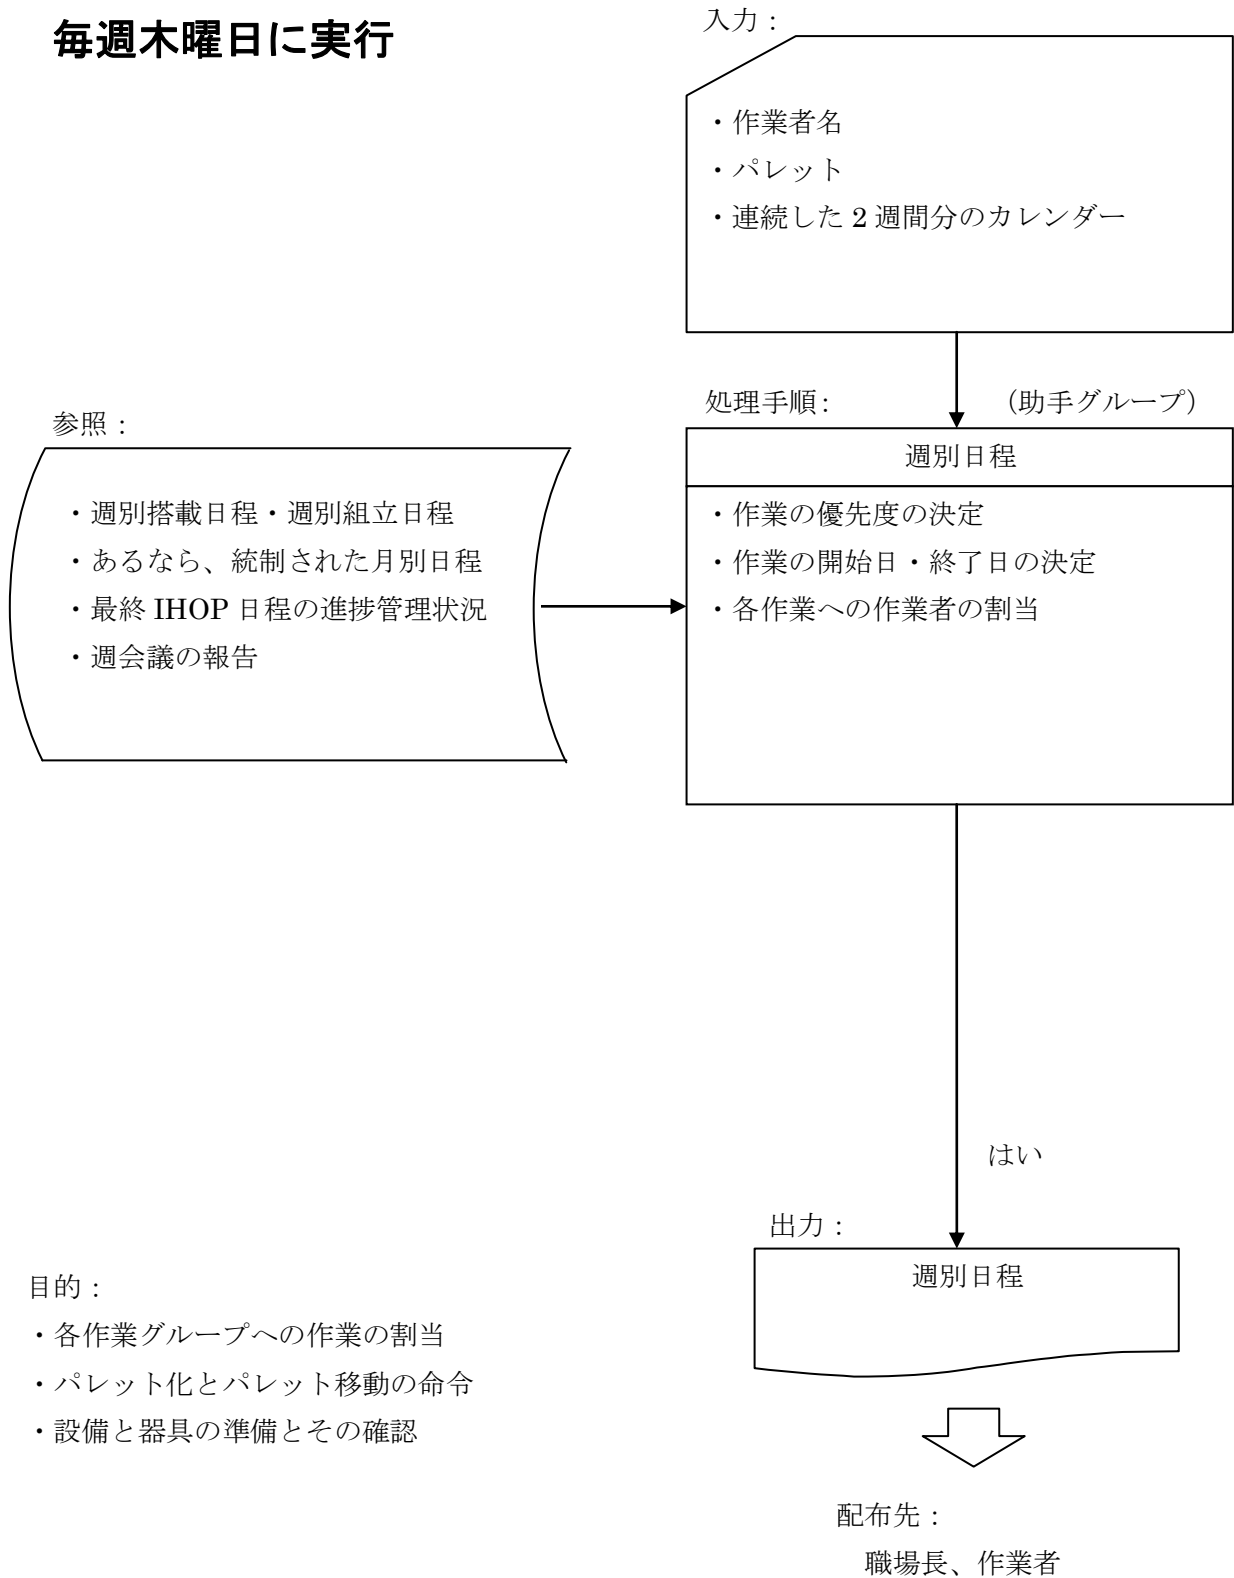 毎週木曜日に実行
入力：
・作業者名
・パレット
・連続した 2 週間分のカレンダー
処理手順:
（助手グループ）
参照：
・週別搭載日程・週別組立日程
・あるなら、統制された月別日程
・最終 IHOP 日程の進捗管理状況
・週会議の報告
週別日程
・作業の優先度の決定
・作業の開始日・終了日の決定
・各作業への作業者の割当
はい
出力：
週別日程
目的：
・各作業グループへの作業の割当
・パレット化とパレット移動の命令
・設備と器具の準備とその確認
配布先：
職場長、作業者